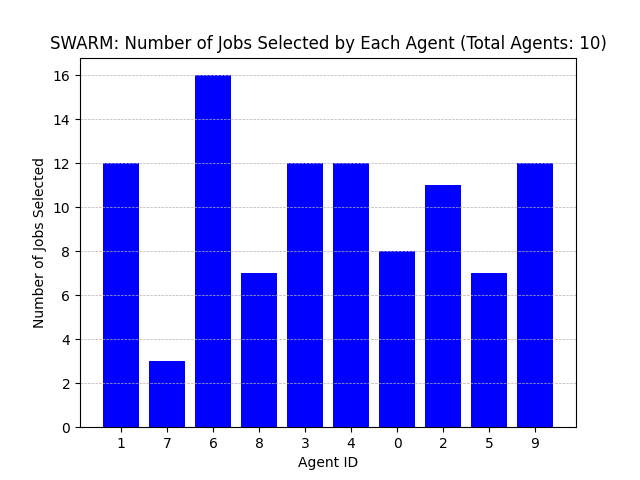 SWARM: Number of Jobs Selected by Each Agent (Total Agents: 10)
Number of Jobs Selected
16
14
12
10
8
6
4
2
0
1 7 6 8 3 4 0 2 5 9
Agent ID